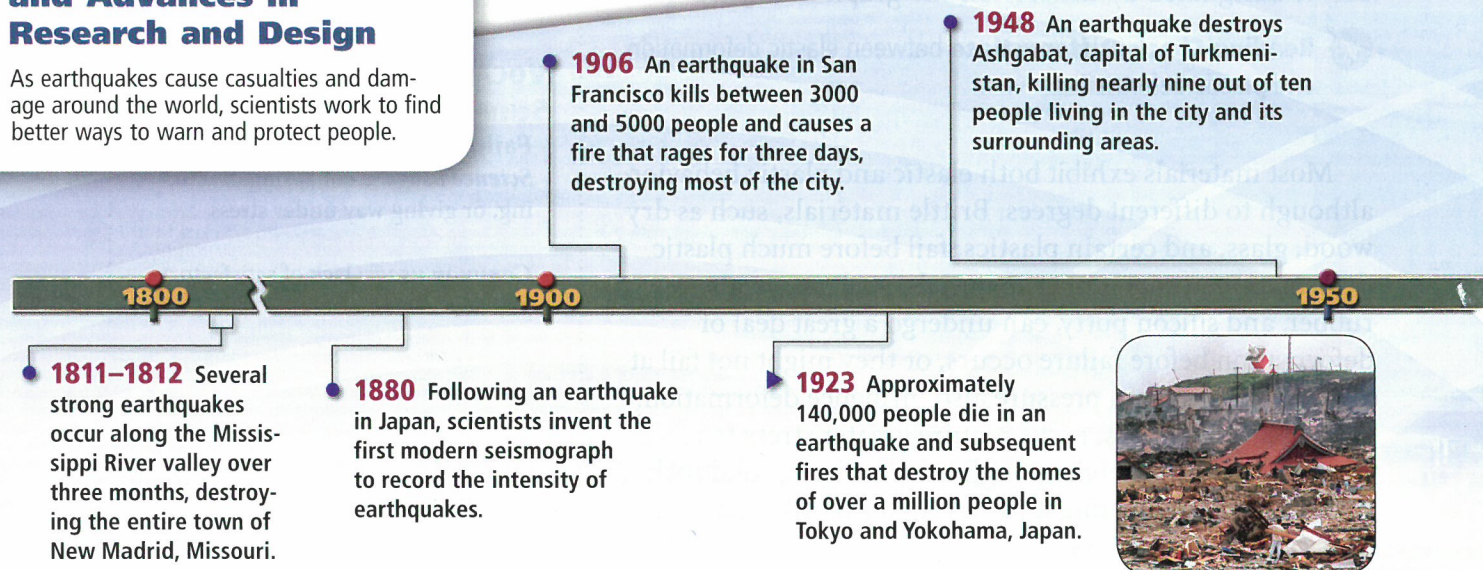 and Advances in
Research and Design
As earthquakes cause casualties and dam-
age around the world, scientists work to find
better ways to warn and protect people.
1906 An earthquake in San
Francisco kills between 3000
and 5000 people and causes a
fire that rages for three days,
destroying most of the city.
1948 An earthquake destroys
Ashgabat, capital of Turkmeni-
stan, killing nearly nine out of ten
people living in the city and its
surrounding areas.
1800
1900
1950
1811–1812 Several
strong earthquakes
occur along the Missis-
sippi River valley over
three months, destroy-
ing the entire town of
New Madrid, Missouri.
1880 Following an earthquake
in Japan, scientists invent the
first modern seismograph
to record the intensity of
earthquakes.
1923 Approximately
140,000 people die in an
earthquake and subsequent
fires that destroy the homes
of over a million people in
Tokyo and Yokohama, Japan.